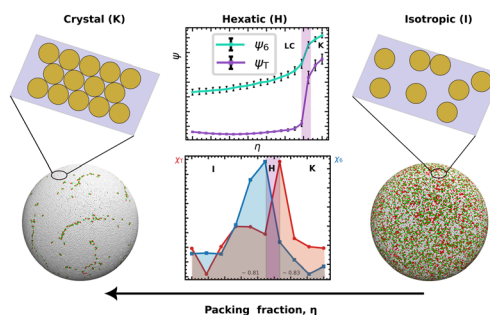 Crystal (K)
Hexatic (H)
Isotropic (I)
ψ
ψ6
ψT
LC
K
η
χT
χ6
I
H
K
~ 0.81
~ 0.83
Packing fraction, η